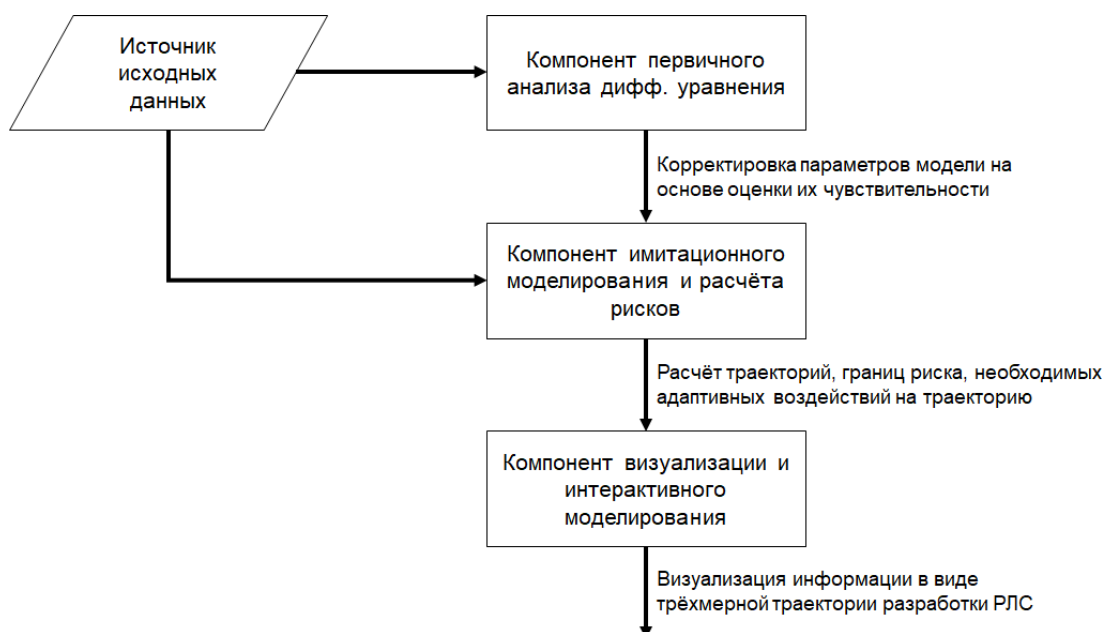 Источник
исходных
данных
Компонент первичного
анализа дифф. уравнения
Корректировка параметров модели на
основе оценки их чувствительности
Компонент имитационного
моделирования и расчёта
рисков
Расчёт траекторий, границ риска, необходимых
адаптивных воздействий на траекторию
Компонент визуализации и
интерактивного
моделирования
Визуализация информации в виде
трёхмерной траектории разработки РЛС